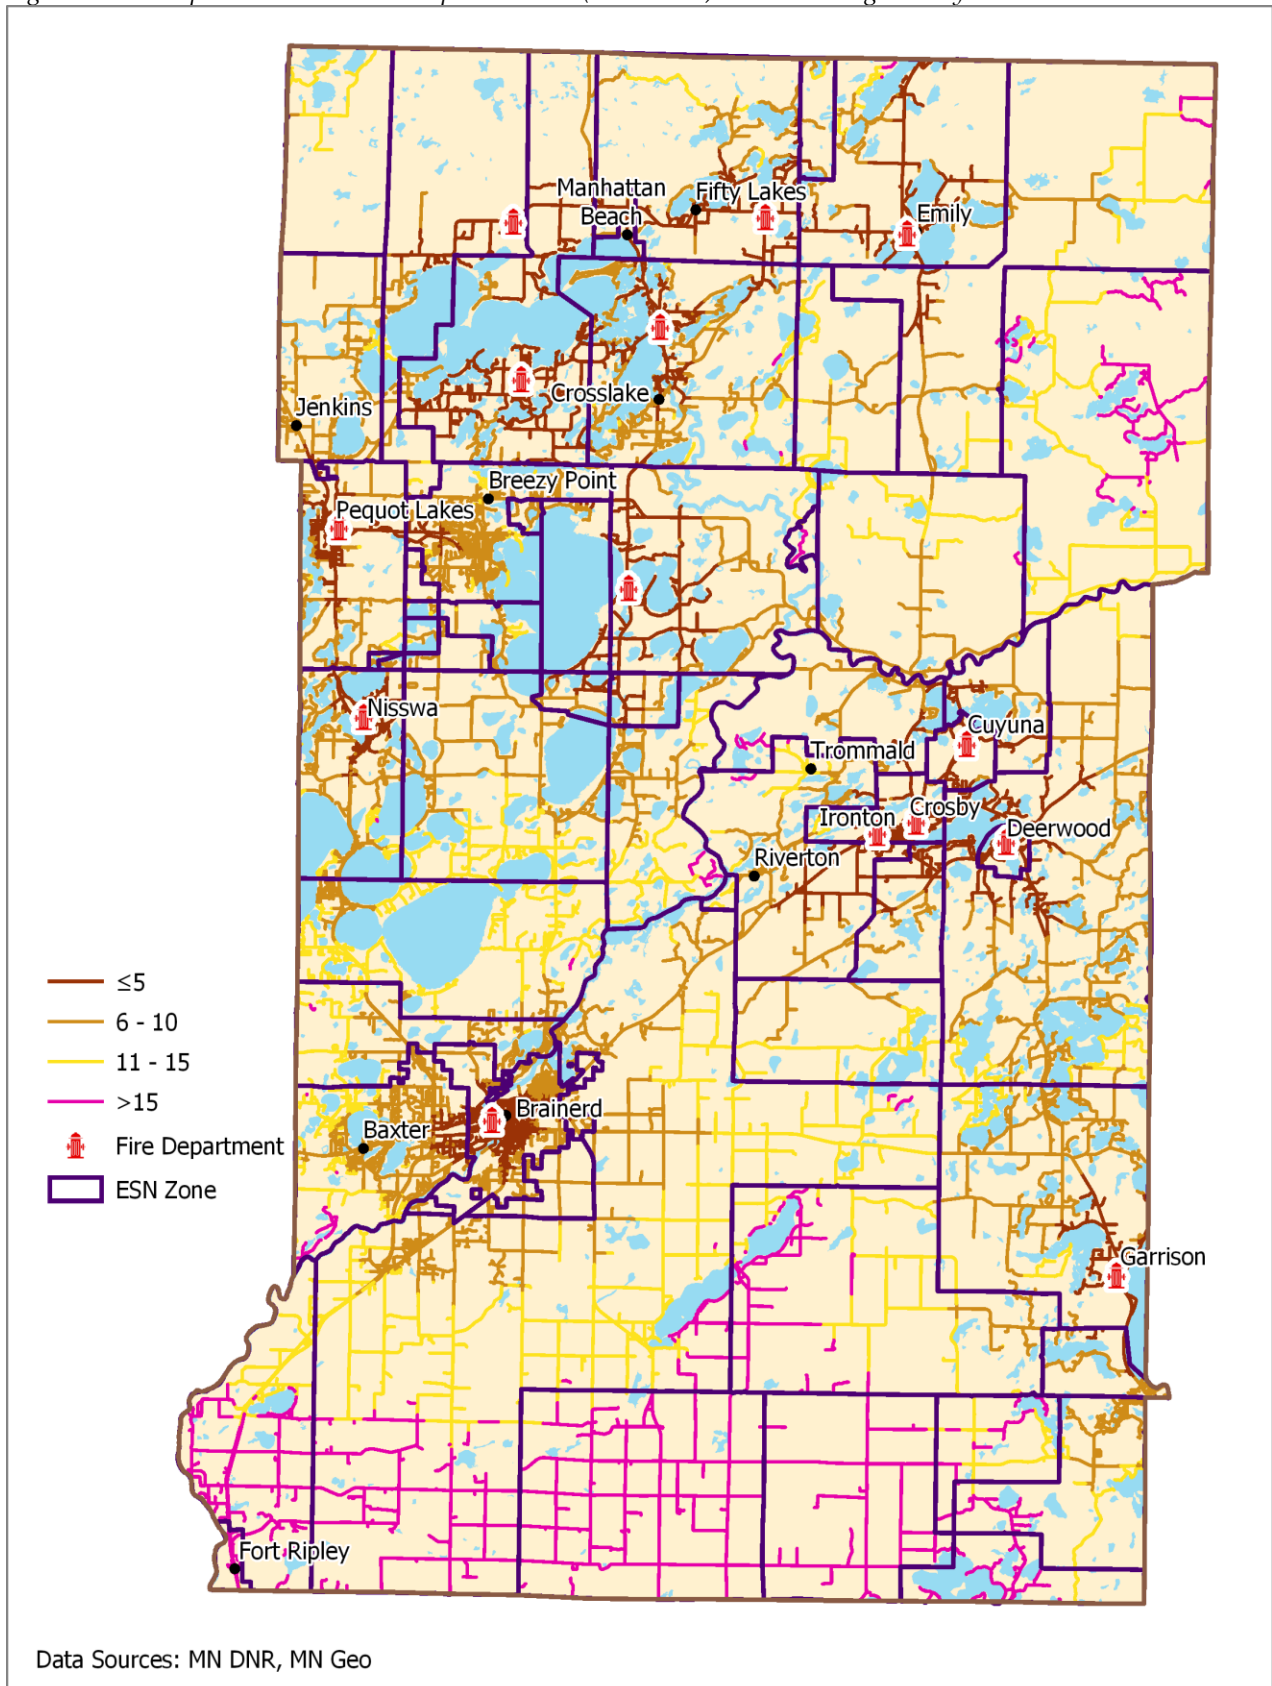 Manhattan
Beach
Fifty Lakes
Emily
Crosslake
Jenkins
Breezy Point
Pequot Lakes
Nisswa
Cuyuna
Trommald
Ironton
Crosby
Deerwood
Riverton
≤5
6 - 10
11 - 15
>15
Fire Department
ESN Zone
Brainerd
Baxter
Garrison
Fort Ripley
Data Sources: MN DNR, MN Geo